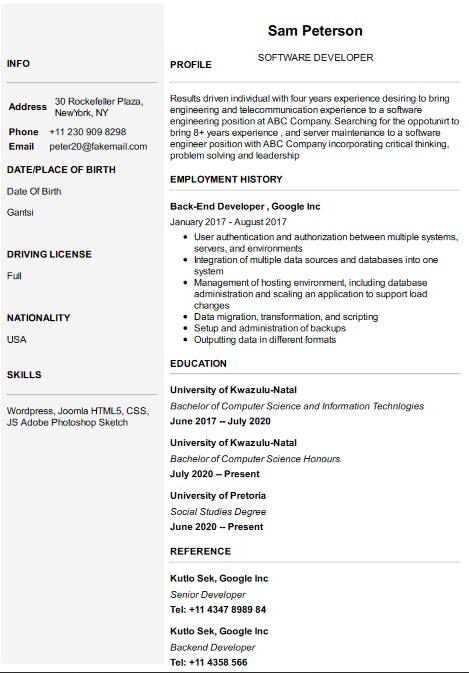 Sam Peterson
SOFTWARE DEVELOPER
INFO
Address 30 Rockefeller Plaza,
NewYork, NY
Phone +11 230 909 8298
Email peter20@fakemail.com
DATE/PLACE OF BIRTH
Date Of Birth
Gantsi
DRIVING LICENSE
Full
NATIONALITY
USA
SKILLS
Wordpress, Joomla HTML5, CSS,
JS Adobe Photoshop Sketch
PROFILE
Results driven individual with four years experience desiring to bring
engineering and telecommunication experience to a software
engineering position at ABC Company. Searching for the oppotunirt to
bring 8+ years experience , and server maintenance to a software
engineer position with ABC Company incorporating critical thinking,
problem solving and leadership
EMPLOYMENT HISTORY
Back-End Developer , Google Inc
January 2017 - August 2017
• User authentication and authorization between multiple systems,
servers, and environments
• Integration of multiple data sources and databases into one
system
• Management of hosting environment, including database
administration and scaling an application to support load
changes
• Data migration, transformation, and scripting
• Setup and administration of backups
• Outputting data in different formats
EDUCATION
University of Kwazulu-Natal
Bachelor of Computer Science and Information Technlogies
June 2017 -- July 2020
University of Kwazulu-Natal
Bachelor of Computer Science Honours
July 2020 -- Present
University of Pretoria
Social Studies Degree
June 2020 -- Present
REFERENCE
Kutlo Sek, Google Inc
Senior Developer
Tel: +11 4347 8989 84
Kutlo Sek, Google Inc
Backend Developer
Tel: +11 4358 566